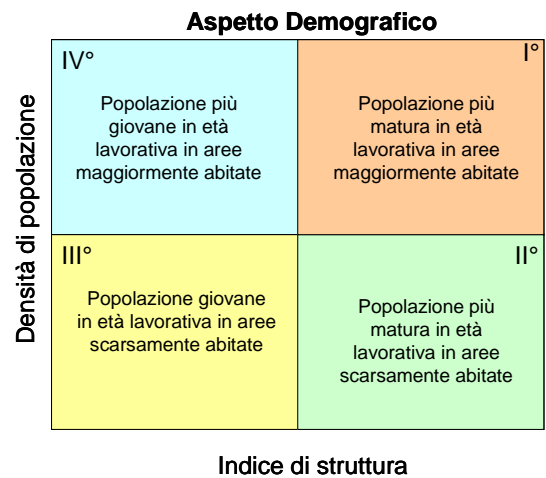 Aspetto Demografico
Densità di popolazione
IV°
Popolazione più
giovane in età
lavorativa in aree
maggiormente abitate
I°
Popolazione più
matura in età
lavorativa in aree
maggiormente abitate
III°
Popolazione giovane
in età lavorativa in aree
scarsamente abitate
II°
Popolazione più
matura in età
lavorativa in aree
scarsamente abitate
Indice di struttura